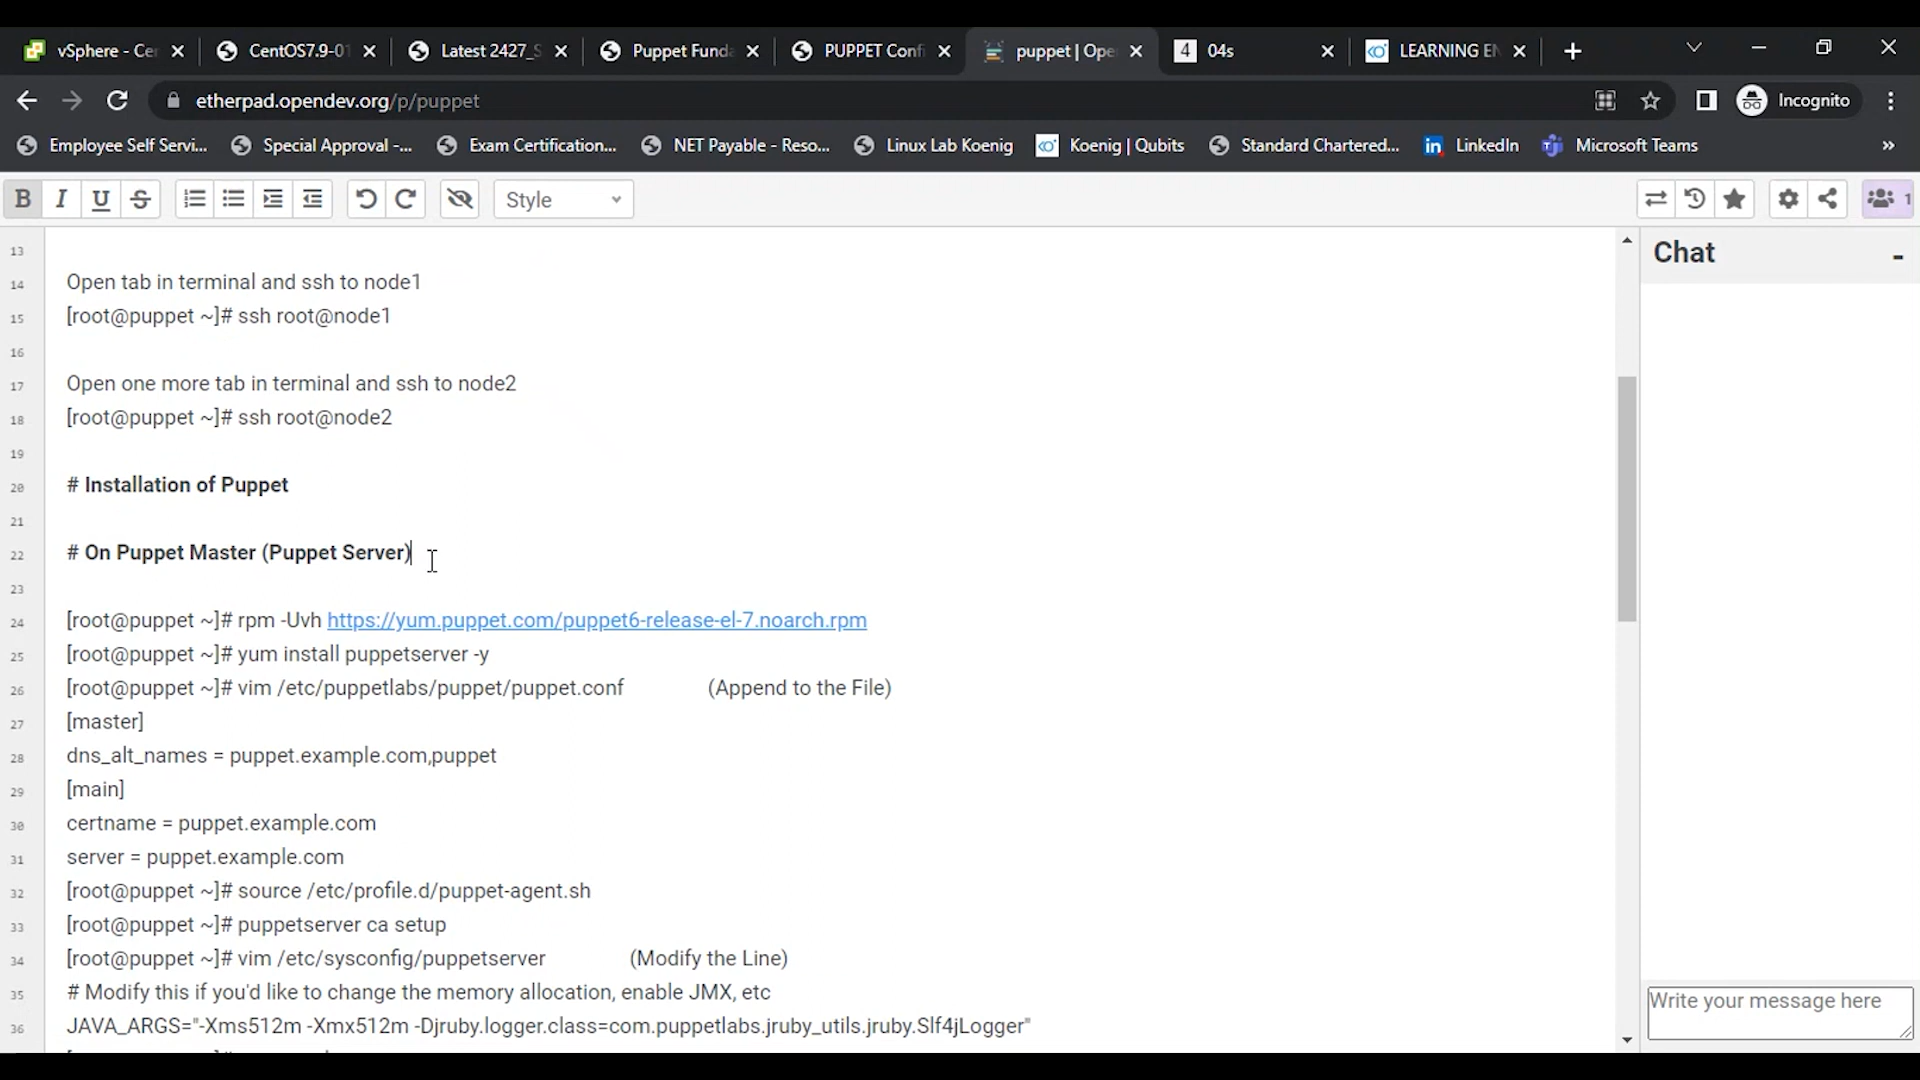 vSphere - Cer
CentOS7.9-01
Latest 2427_S
Puppet Funda
PUPPET Confi
puppet | Ope
4 04s
LEARNING EN
etherpad.opendev.org/p/puppet
Incognito
Employee Self Servi...
Special Approval -...
Exam Certification...
NET Payable - Reso...
Linux Lab Koenig
Koenig | Qubits
Standard Chartered...
in LinkedIn
Microsoft Teams
»
B I U S
Style
1
Chat
13
14 Open tab in terminal and ssh to node1
15 [root@puppet ~]# ssh root@node1
16
17 Open one more tab in terminal and ssh to node2
18 [root@puppet ~]# ssh root@node2
19
20 # Installation of Puppet
21
22 # On Puppet Master (Puppet Server)
23
24 [root@puppet ~]# rpm -Uvh https://yum.puppet.com/puppet6-release-el-7.noarch.rpm
25 [root@puppet ~]# yum install puppetserver -y
26 [root@puppet ~]# vim /etc/puppetlabs/puppet/puppet.conf (Append to the File)
27 [master]
28 dns_alt_names = puppet.example.com,puppet
29 [main]
30 certname = puppet.example.com
31 server = puppet.example.com
32 [root@puppet ~]# source /etc/profile.d/puppet-agent.sh
33 [root@puppet ~]# puppetserver ca setup
34 [root@puppet ~]# vim /etc/sysconfig/puppetserver (Modify the Line)
35 # Modify this if you'd like to change the memory allocation, enable JMX, etc
36 JAVA_ARGS="-Xms512m -Xmx512m -Djruby.logger.class=com.puppetlabs.jruby_utils.jruby.Slf4jLogger"
Write your message here